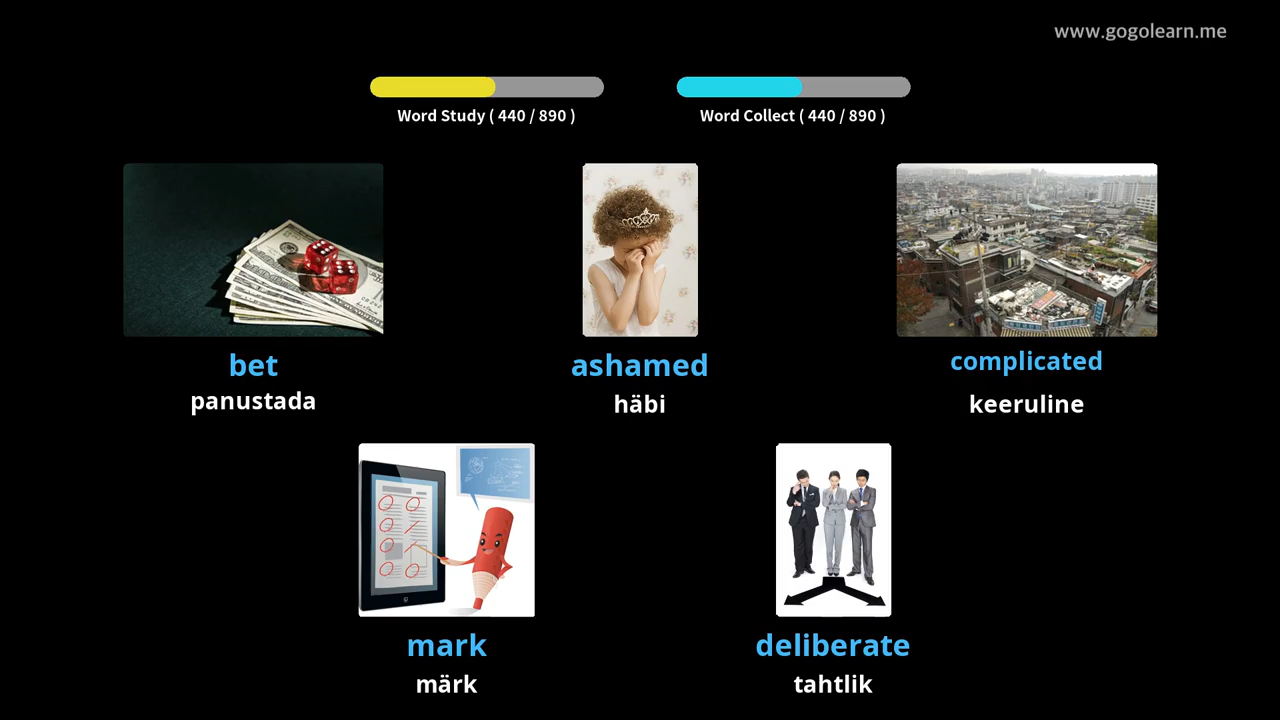 www.gogolearn.me
Word Study ( 440 / 890 )
Word Collect ( 440 / 890 )
bet
panustada
ashamed
häbi
complicated
keeruline
mark
märk
deliberate
tahtlik